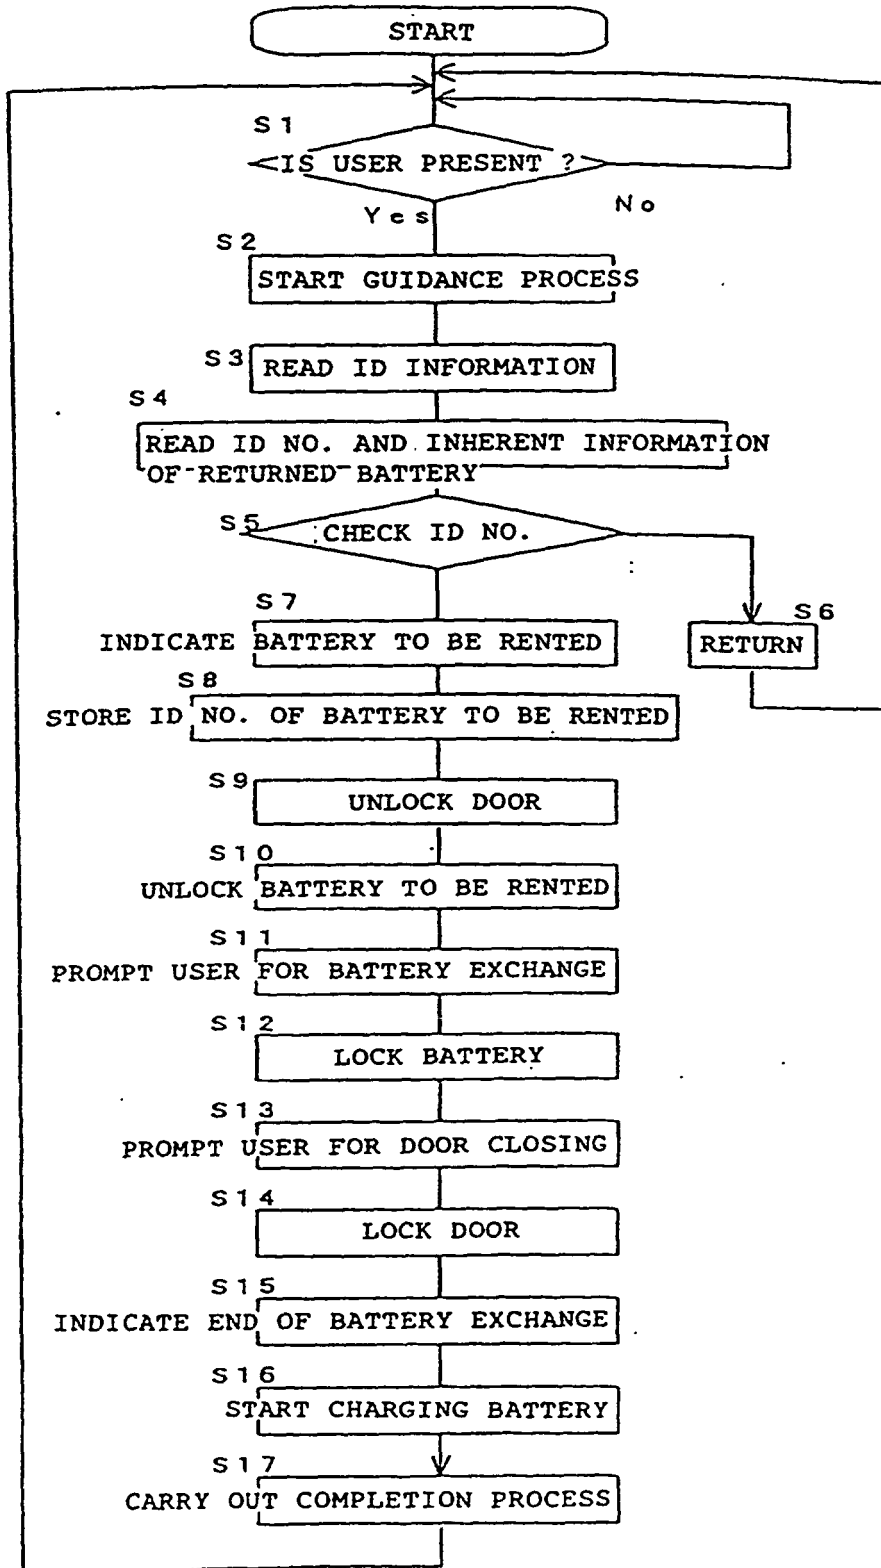 START
S1
IS USER PRESENT ?
Yes
No
S2
START GUIDANCE PROCESS
S3
READ ID INFORMATION
S4
READ ID NO. AND INHERENT INFORMATION
OF RETURNED BATTERY
S5
CHECK ID NO.
S7
INDICATE BATTERY TO BE RENTED
S6
RETURN
S8
STORE ID NO. OF BATTERY TO BE RENTED
S9
UNLOCK DOOR
S10
UNLOCK BATTERY TO BE RENTED
S11
PROMPT USER FOR BATTERY EXCHANGE
S12
LOCK BATTERY
S13
PROMPT USER FOR DOOR CLOSING
S14
LOCK DOOR
S15
INDICATE END OF BATTERY EXCHANGE
S16
START CHARGING BATTERY
S17
CARRY OUT COMPLETION PROCESS